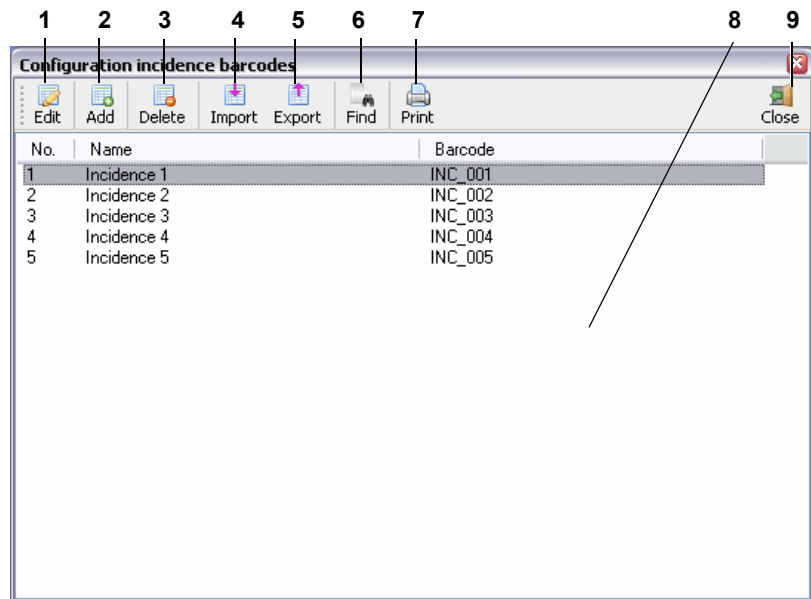 1 2 3 4 5 6 7 8 9
Configuration incidence barcodes
Edit Add Delete Import Export Find Print Close
No. Name Barcode
1 Incidence 1 INC_001
2 Incidence 2 INC_002
3 Incidence 3 INC_003
4 Incidence 4 INC_004
5 Incidence 5 INC_005